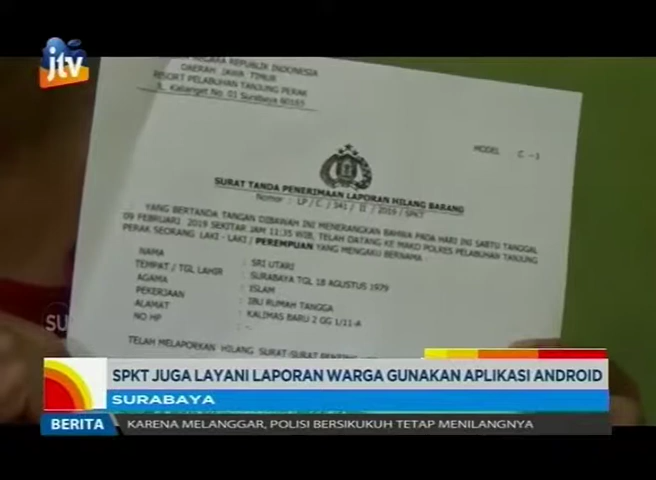 jtv
NEGARA REPUBLIK INDONESIA
DAERAH JAWA TIMUR
RESORT PELABUHAN TANJUNG PERAK
Jl. Kalianget No. 01 Surabaya 60165
MODEL C - 1
SURAT TANDA PENERIMAAN LAPORAN HILANG BARANG
Nomor : LP / C / 341 / II / 2019 / SPKT
YANG BERTANDA TANGAN DIBAWAH INI MENERANGKAN BAHWA PADA HARI INI SABTU TANGGAL
09 FEBRUARI 2019 SEKITAR JAM 11:35 WIB, TELAH DATANG KE MAKO POLRES PELABUHAN TANJUNG
PERAK SEORANG LAKI - LAKI / PEREMPUAN YANG MENGAKU BERNAMA
NAMA : SRI UTARI
TEMPAT / TGL LAHIR : SURABAYA TGL 18 AGUSTUS 1979
AGAMA : ISLAM
PEKERJAAN : IBU RUMAH TANGGA
ALAMAT : KALIMAS BARU 2 GG 1/11-A
NO HP : -.
TELAH MELAPORKAN HILANG SURAT-SURAT PENTING
SU
SPKT JUGA LAYANI LAPORAN WARGA GUNAKAN APLIKASI ANDROID
SURABAYA
BERITA KARENA MELANGGAR, POLISI BERSIKUKUH TETAP MENILANGNYA